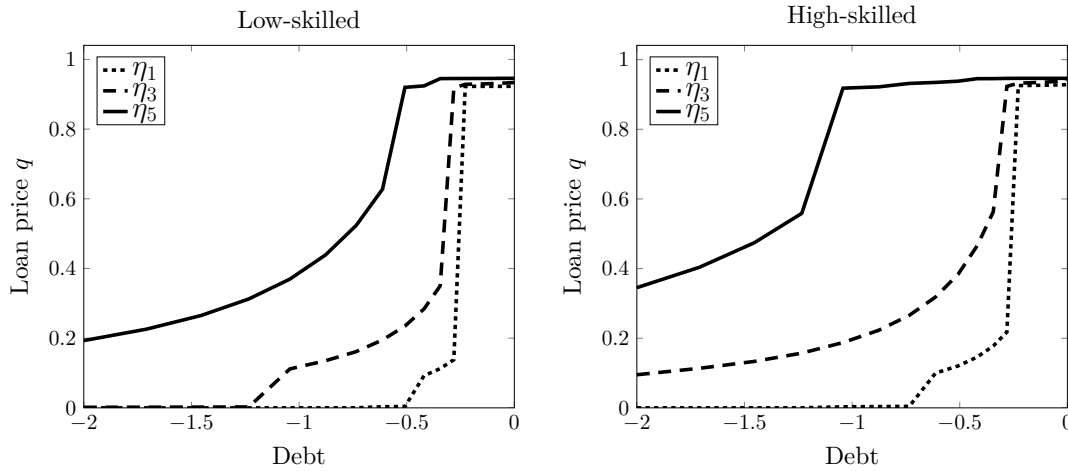 Low-skilled
1
0.8
0.6
0.4
0.2
0
−2
−1.5
−1
−0.5
0
Loan price q
Debt
η1
η3
η5
High-skilled
1
0.8
0.6
0.4
0.2
0
−2
−1.5
−1
−0.5
0
Loan price q
Debt
η1
η3
η5